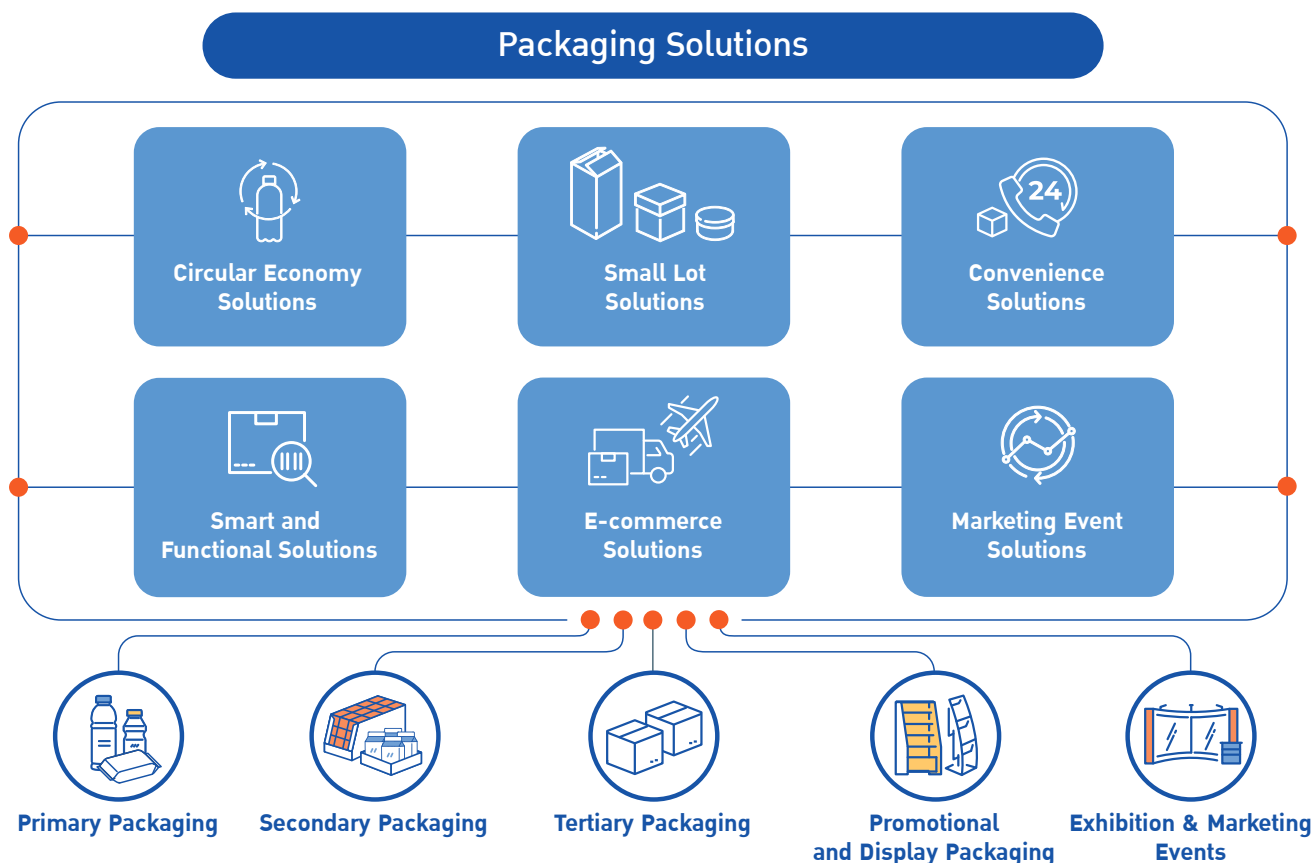 Packaging Solutions
Circular Economy
Solutions
Small Lot
Solutions
24
Convenience
Solutions
Smart and
Functional Solutions
E-commerce
Solutions
Marketing Event
Solutions
Primary Packaging
Secondary Packaging
Tertiary Packaging
Promotional
and Display Packaging
Exhibition & Marketing
Events